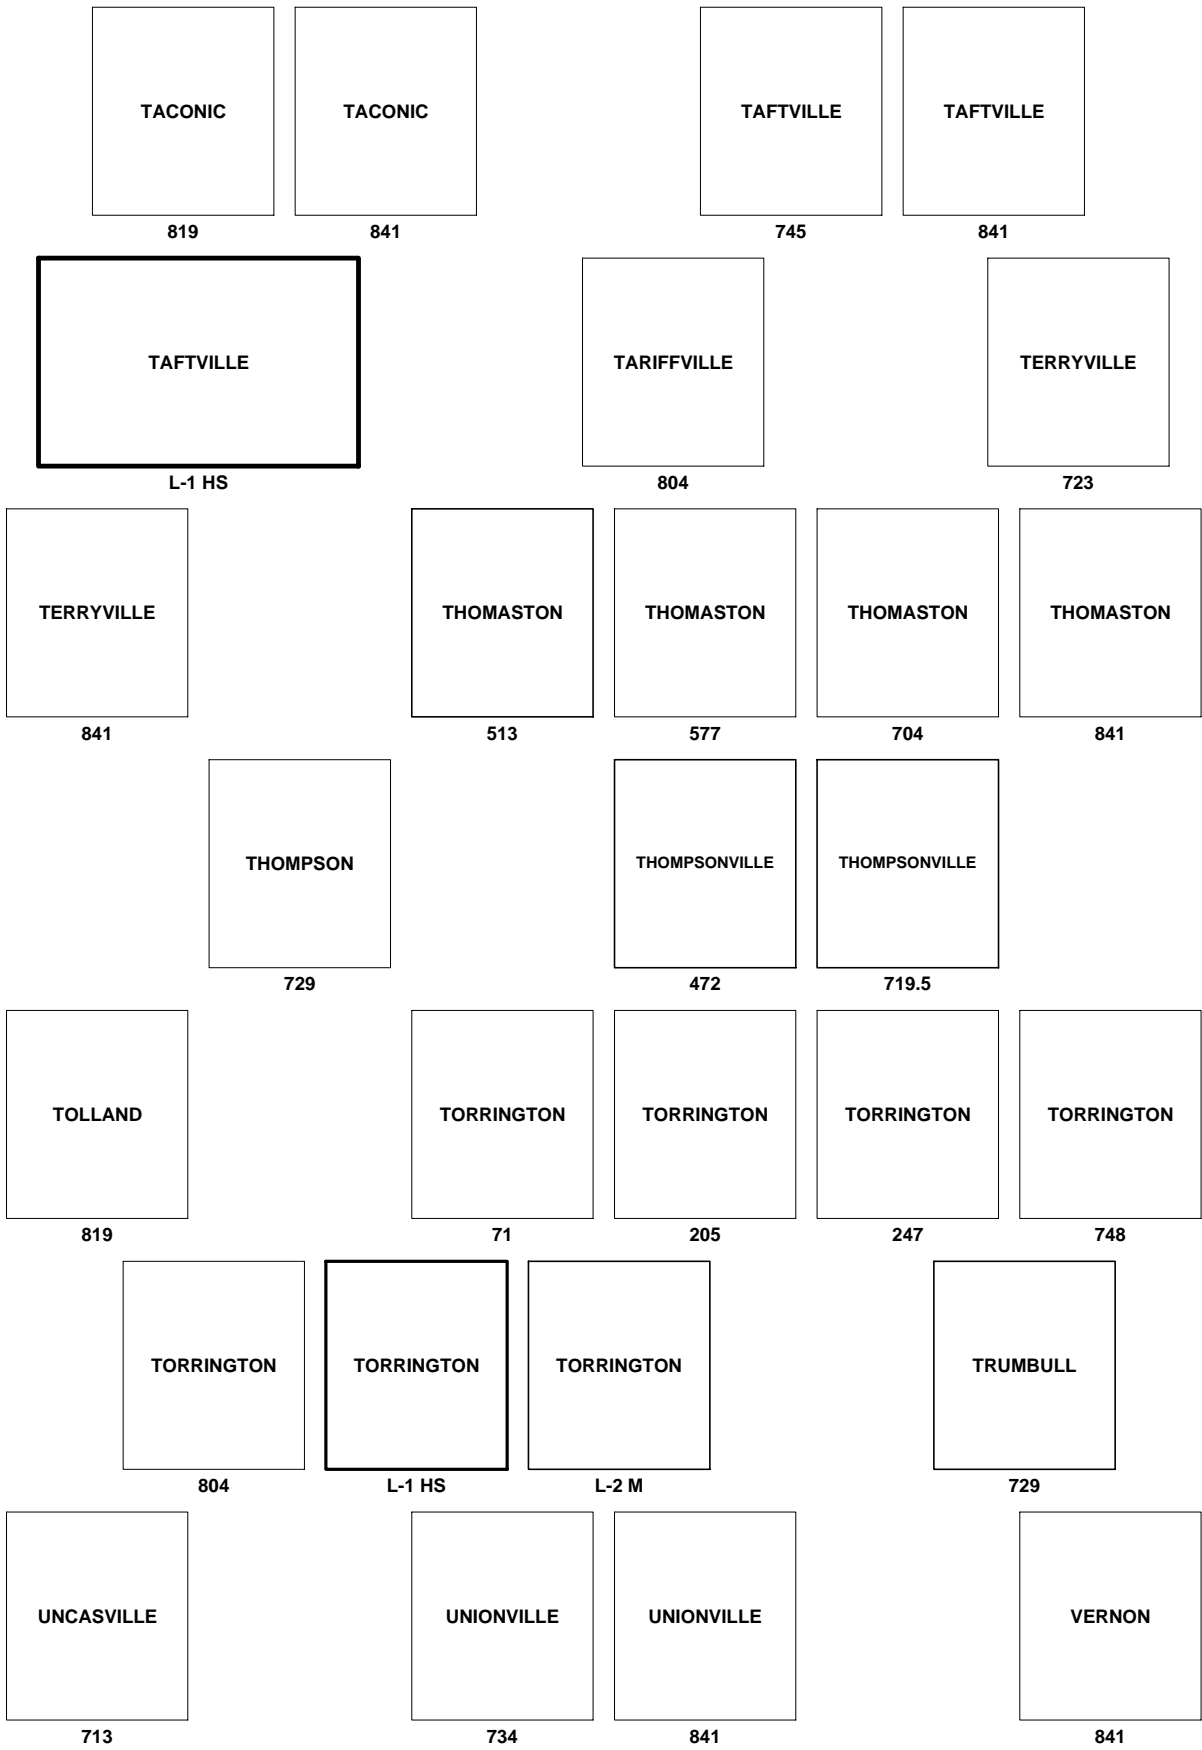 TACONIC TACONIC TAFTVILLE TAFTVILLE
819 841 745 841
TAFTVILLE TARIFFVILLE TERRYVILLE
L-1 HS 804 723
TERRYVILLE THOMASTON THOMASTON THOMASTON THOMASTON
841 513 577 704 841
THOMPSON THOMPSONVILLE THOMPSONVILLE
729 472 719.5
TOLLAND TORRINGTON TORRINGTON TORRINGTON TORRINGTON
819 71 205 247 748
TORRINGTON TORRINGTON TORRINGTON TRUMBULL
804 L-1 HS L-2 M 729
UNCASVILLE UNIONVILLE UNIONVILLE VERNON
713 734 841 841